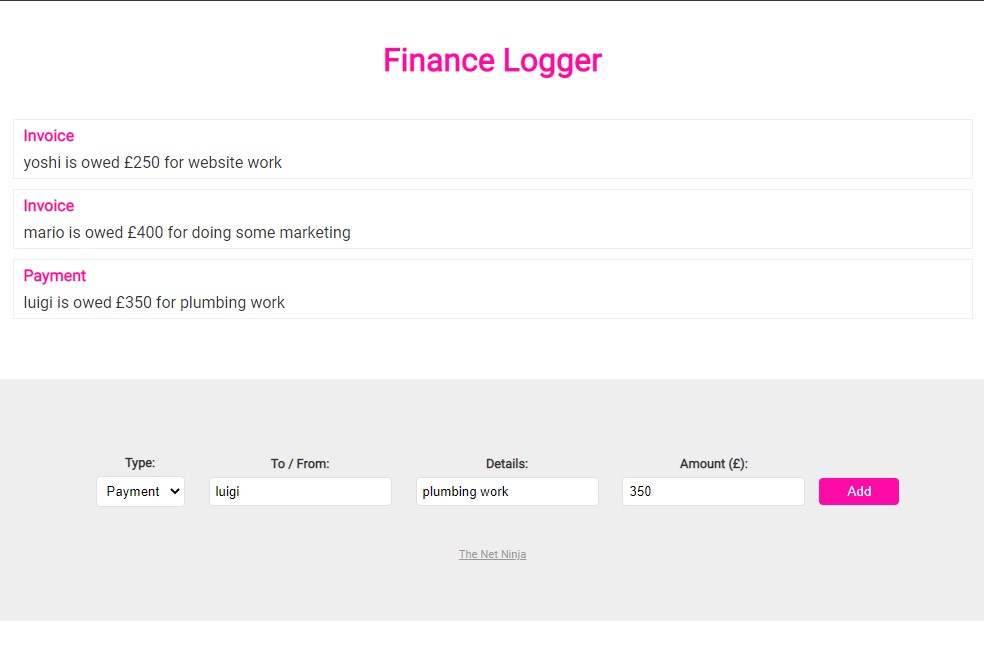 Finance Logger
Invoice
yoshi is owed £250 for website work
Invoice
mario is owed £400 for doing some marketing
Payment
luigi is owed £350 for plumbing work
Type: To / From: Details: Amount (£):
Payment luigi plumbing work 350 Add
The Net Ninja